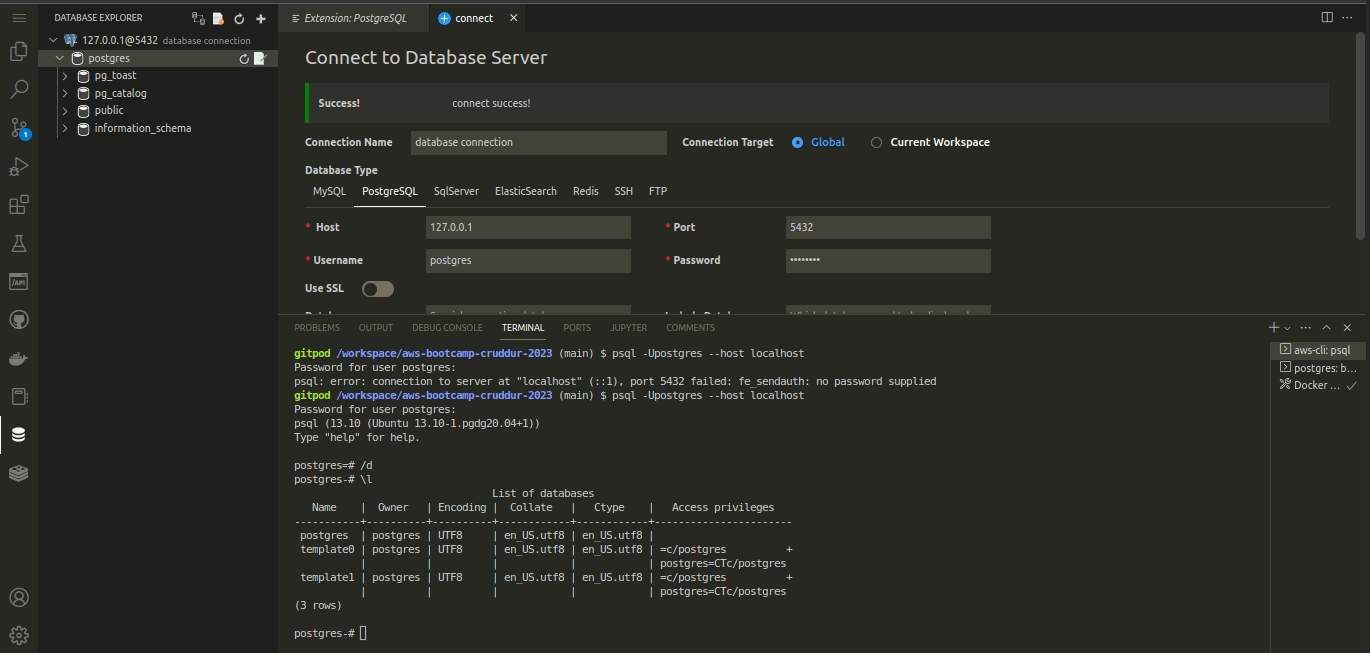 DATABASE EXPLORER
127.0.0.1@5432 database connection
postgres
pg_toast
pg_catalog
public
information_schema
1
Extension: PostgreSQL
connect
Connect to Database Server
Success! connect success!
Connection Name database connection Connection Target Global Current Workspace
Database Type
MySQL PostgreSQL SqlServer ElasticSearch Redis SSH FTP
* Host 127.0.0.1 * Port 5432
* Username postgres * Password ••••••••
Use SSL
PROBLEMS OUTPUT DEBUG CONSOLE TERMINAL PORTS JUPYTER COMMENTS
gitpod /workspace/aws-bootcamp-cruddur-2023 (main) $ psql -Upostgres --host localhost
Password for user postgres:
psql: error: connection to server at "localhost" (::1), port 5432 failed: fe_sendauth: no password supplied
gitpod /workspace/aws-bootcamp-cruddur-2023 (main) $ psql -Upostgres --host localhost
Password for user postgres:
psql (13.10 (Ubuntu 13.10-1.pgdg20.04+1))
Type "help" for help.
postgres=# /d
postgres-# \l
List of databases
Name | Owner | Encoding | Collate | Ctype | Access privileges
-----------+----------+----------+------------+------------+-----------------------
postgres | postgres | UTF8 | en_US.utf8 | en_US.utf8 |
template0 | postgres | UTF8 | en_US.utf8 | en_US.utf8 | =c/postgres +
| | | | | postgres=CTc/postgres
template1 | postgres | UTF8 | en_US.utf8 | en_US.utf8 | =c/postgres +
| | | | | postgres=CTc/postgres
(3 rows)
postgres-#
aws-cli: psql
postgres: b...
Docker ...